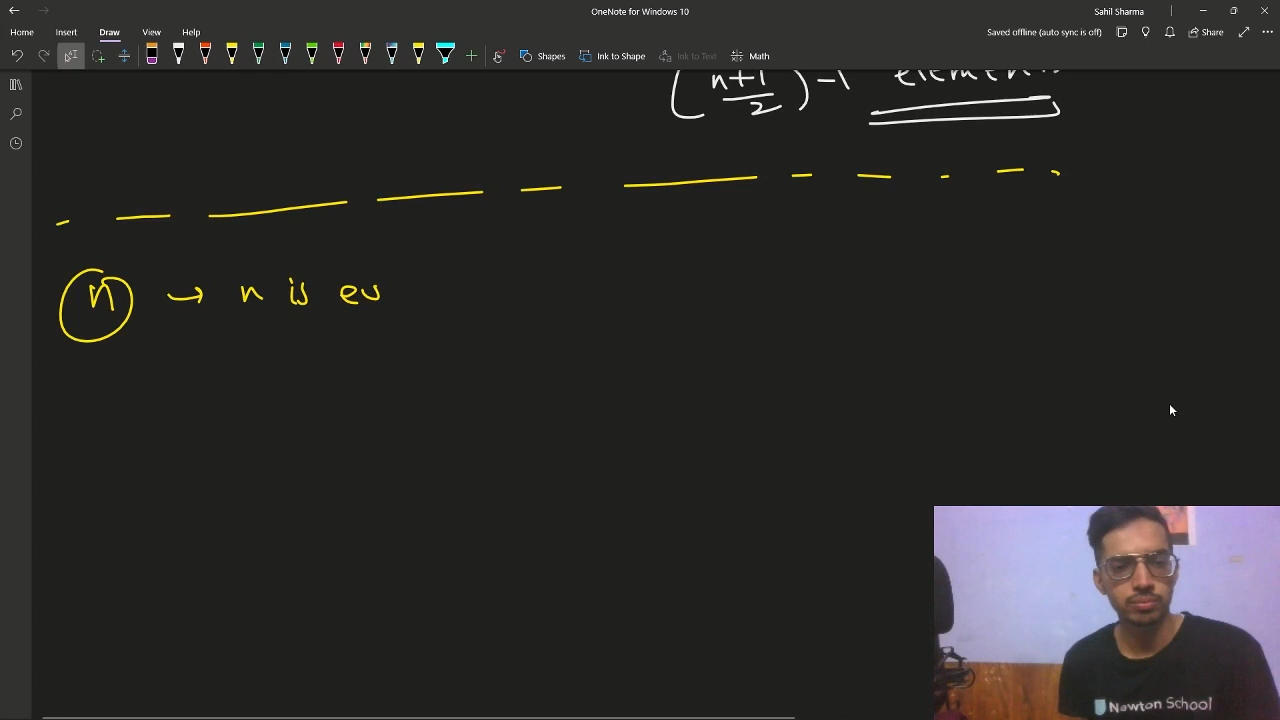 OneNote for Windows 10
Sahil Sharma
Home Insert Draw View Help
Saved offline (auto sync is off)
Share
Shapes
Ink to Shape
Ink to Text
Math
(n+1
2)-1 elements
n → n is ev
Newton School